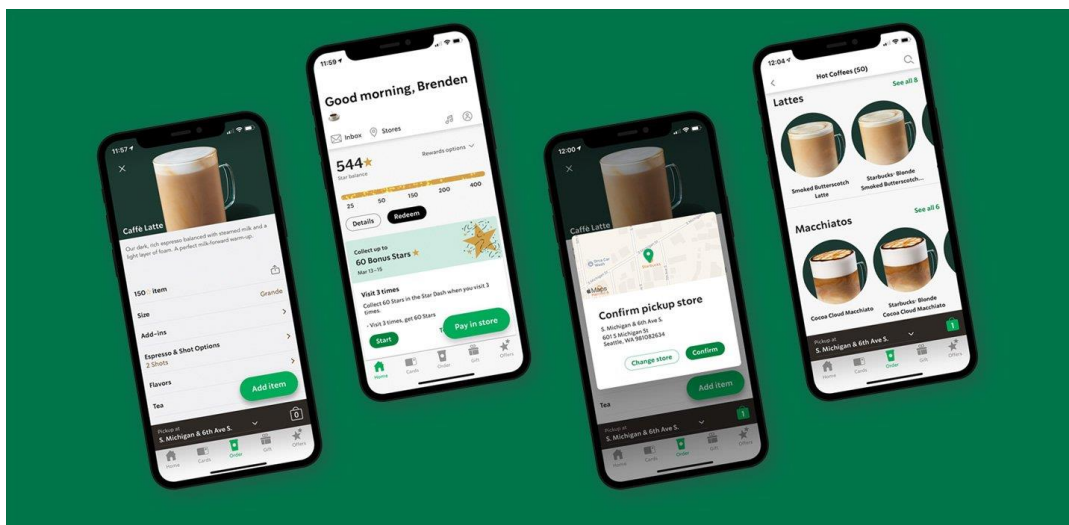 11:57
Caffè Latte
Our dark, rich espresso balanced with steamed milk and a
light layer of foam. A perfect milk-forward warm-up.
150☆ item
Size
Grande
Add-ins
Espresso & Shot Options
2 Shots
Flavors
Tea
Add item
Pickup at
S. Michigan & 6th Ave S.
0
Home
Cards
Order
Gift
Offers
11:59
Good morning, Brenden
Inbox
Stores
544★
Star balance
Rewards options
25
50
150
200
400
Details
Redeem
Collect up to
60 Bonus Stars
Mar 13–15
Visit 3 times
Collect 60 Stars in the Star Dash when you visit 3
times.
- Visit 3 times, get 60 Stars
Start
Pay in store
Home
Cards
Order
Gift
Offers
12:00
Caffè Latte
Maps
Confirm pickup store
S. Michigan & 6th Ave S.
601 S Michigan St
Seattle, WA 981082634
Change store
Confirm
Tea
Add item
Pickup at
S. Michigan & 6th Ave S.
1
Home
Cards
Order
Gift
Offers
12:04
Hot Coffees (50)
Lattes
See all 8
Smoked Butterscotch
Latte
Starbucks® Blonde
Smoked Butterscotch...
Macchiatos
See all 6
Cocoa Cloud Macchiato
Starbucks® Blonde
Cocoa Cloud Macchiato
Pickup at
S. Michigan & 6th Ave S.
1
Home
Cards
Order
Gift
Offers